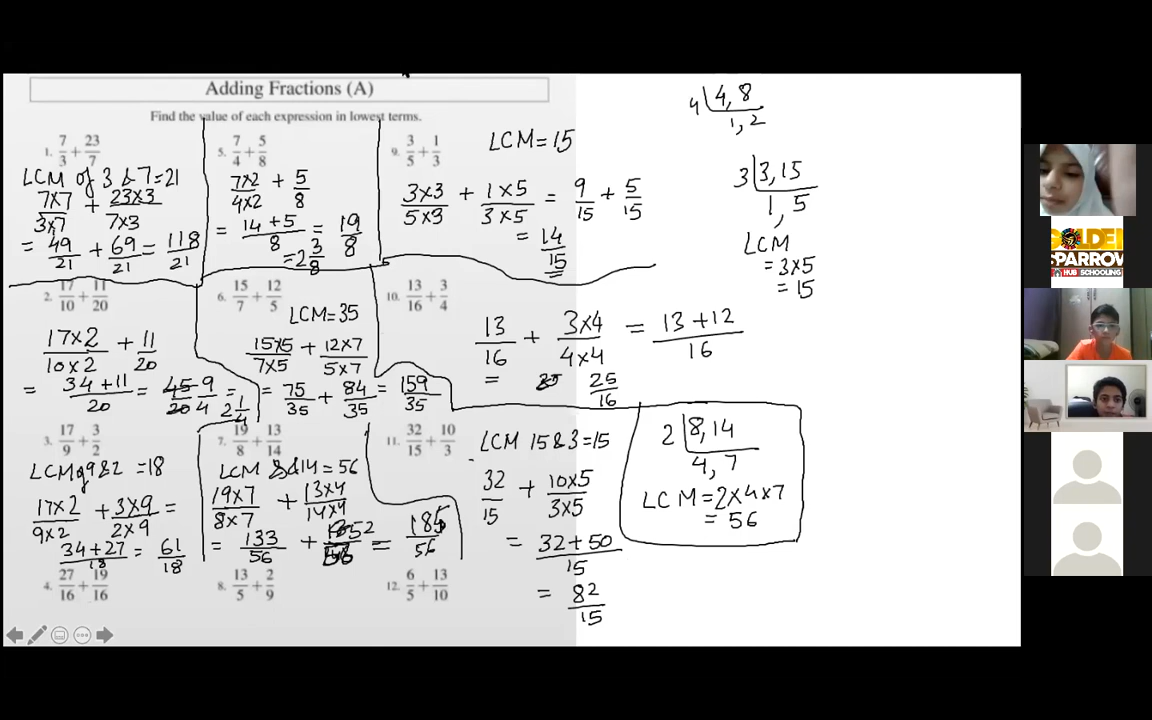 Adding Fractions (A)
Find the value of each expression in lowest terms.
1. 7/3 + 23/7
LCM of 3 & 7 = 21
7×7/3×7 + 23×3/7×3
= 49/21 + 69/21 = 118/21
2. 17/10 + 11/20
17×2/10×2 + 11/20
= 34+11/20 = 45/20 9/4 = 2 1/4
3. 17/9 + 3/2
LCM of 9 & 2 = 18
17×2/9×2 + 3×9/2×9 =
34+27/18 = 61/18
4. 27/16 + 19/16
5. 7/4 + 5/8
7×2/4×2 + 5/8
= 14+5/8 = 19/8
= 2 3/8
6. 15/7 + 12/5
LCM = 35
15×5/7×5 + 12×7/5×7
= 75/35 + 84/35 = 159/35
7. 19/8 + 13/14
LCM 8 & 14 = 56
19×7/8×7 + 13×4/14×4
= 133/56 + 52/56 = 185/56
8. 13/5 + 2/9
9. 3/5 + 1/3
LCM = 15
3×3/5×3 + 1×5/3×5 = 9/15 + 5/15
= 14/15
10. 13/16 + 3/4
13/16 + 3×4/4×4 = 13+12/16
= 25/16
11. 32/15 + 10/3
LCM 15 & 3 = 15
32/15 + 10×5/3×5
= 32+50/15
= 82/15
12. 6/5 + 13/10
4 | 4, 8
1, 2
3 | 3, 15
1, 5
LCM
= 3×5
= 15
2 | 8, 14
4, 7
LCM = 2×4×7
= 56
GOLDEN
SPARROW
HUB SCHOOLING